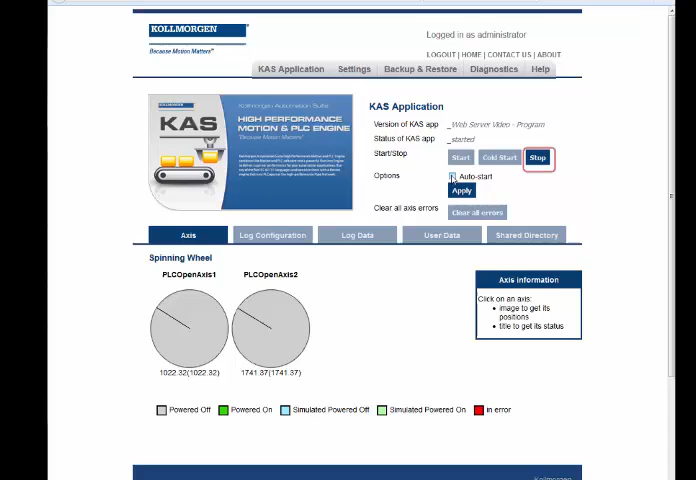 KOLLMORGEN
Because Motion Matters™
Logged in as administrator
LOGOUT | HOME | CONTACT US | ABOUT
KAS Application Settings Backup & Restore Diagnostics Help
KOLLMORGEN
Kollmorgen Automation Suite
KAS
HIGH PERFORMANCE
MOTION & PLC ENGINE
"Because Motion Matters"
KAS Application
Version of KAS app _Web Server Video - Program
Status of KAS app _started
Start/Stop Start Cold Start Stop
Options Auto-start
Apply
Clear all axis errors Clear all errors
Axis Log Configuration Log Data User Data Shared Directory
Spinning Wheel
PLCOpenAxis1 PLCOpenAxis2
1022.32(1022.32) 1741.37(1741.37)
Axis information
Click on an axis:
• image to get its
positions
• title to get its status
Powered Off Powered On Simulated Powered Off Simulated Powered On in error
Kollmorgen